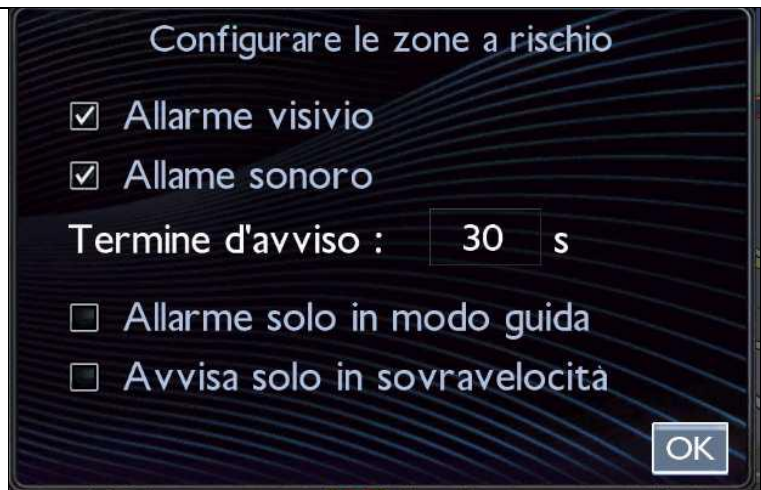 Configurare le zone a rischio
Allarme visivio
Allame sonoro
Termine d'avviso : 30 s
Allarme solo in modo guida
Avvisa solo in sovravelocità
OK